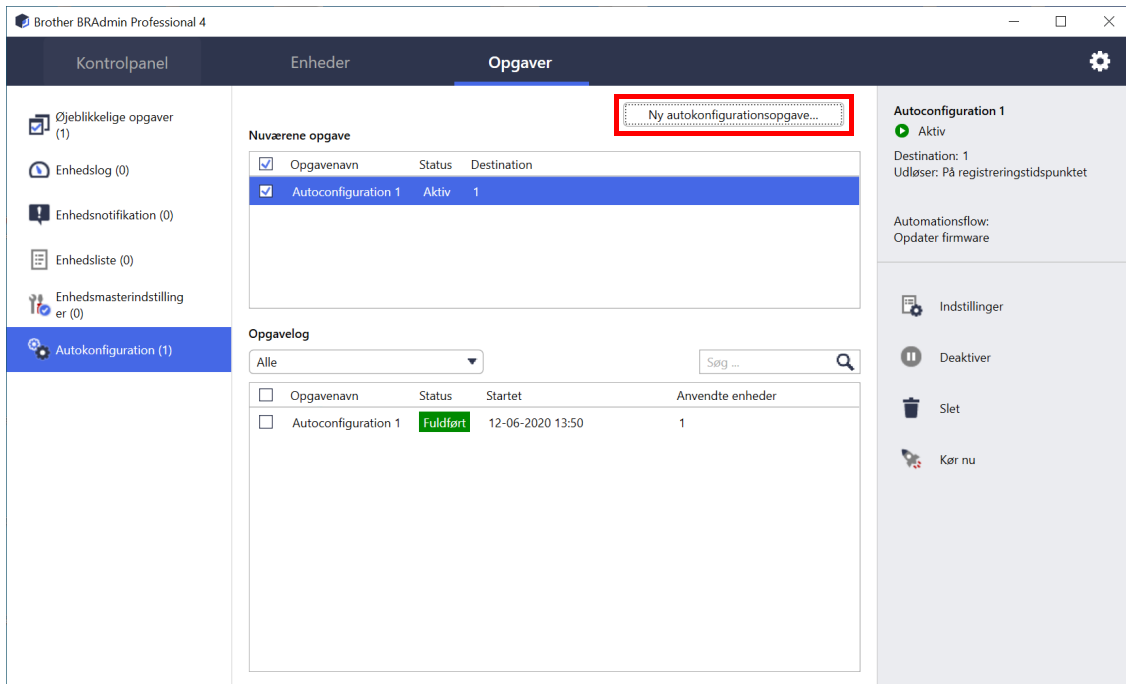 Brother BRAdmin Professional 4
Kontrolpanel
Enheder
Opgaver
Øjeblikkelige opgaver
(1)
Enhedslog (0)
Enhedsnotifikation (0)
Enhedsliste (0)
Enhedsmasterindstilling
er (0)
Autokonfiguration (1)
Ny autokonfigurationsopgave...
Nuværene opgave
Opgavenavn Status Destination
Autoconfiguration 1 Aktiv 1
Opgavelog
Alle
Søg ...
Opgavenavn Status Startet Anvendte enheder
Autoconfiguration 1 Fuldført 12-06-2020 13:50 1
Autoconfiguration 1
Aktiv
Destination: 1
Udløser: På registreringstidspunktet
Automationsflow:
Opdater firmware
Indstillinger
Deaktiver
Slet
Kør nu